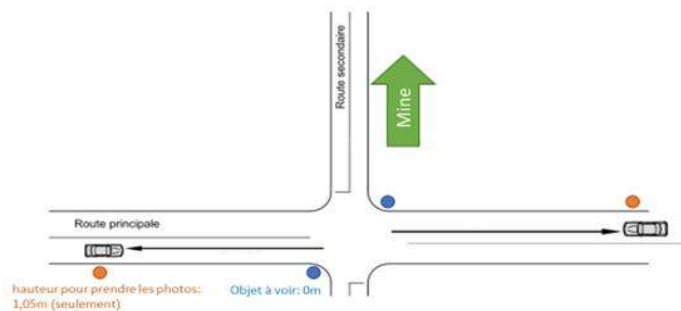 Route secondaire
Mine
Route principale
hauteur pour prendre les photos:
1,05m (seulement)
Objet à voir: 0m